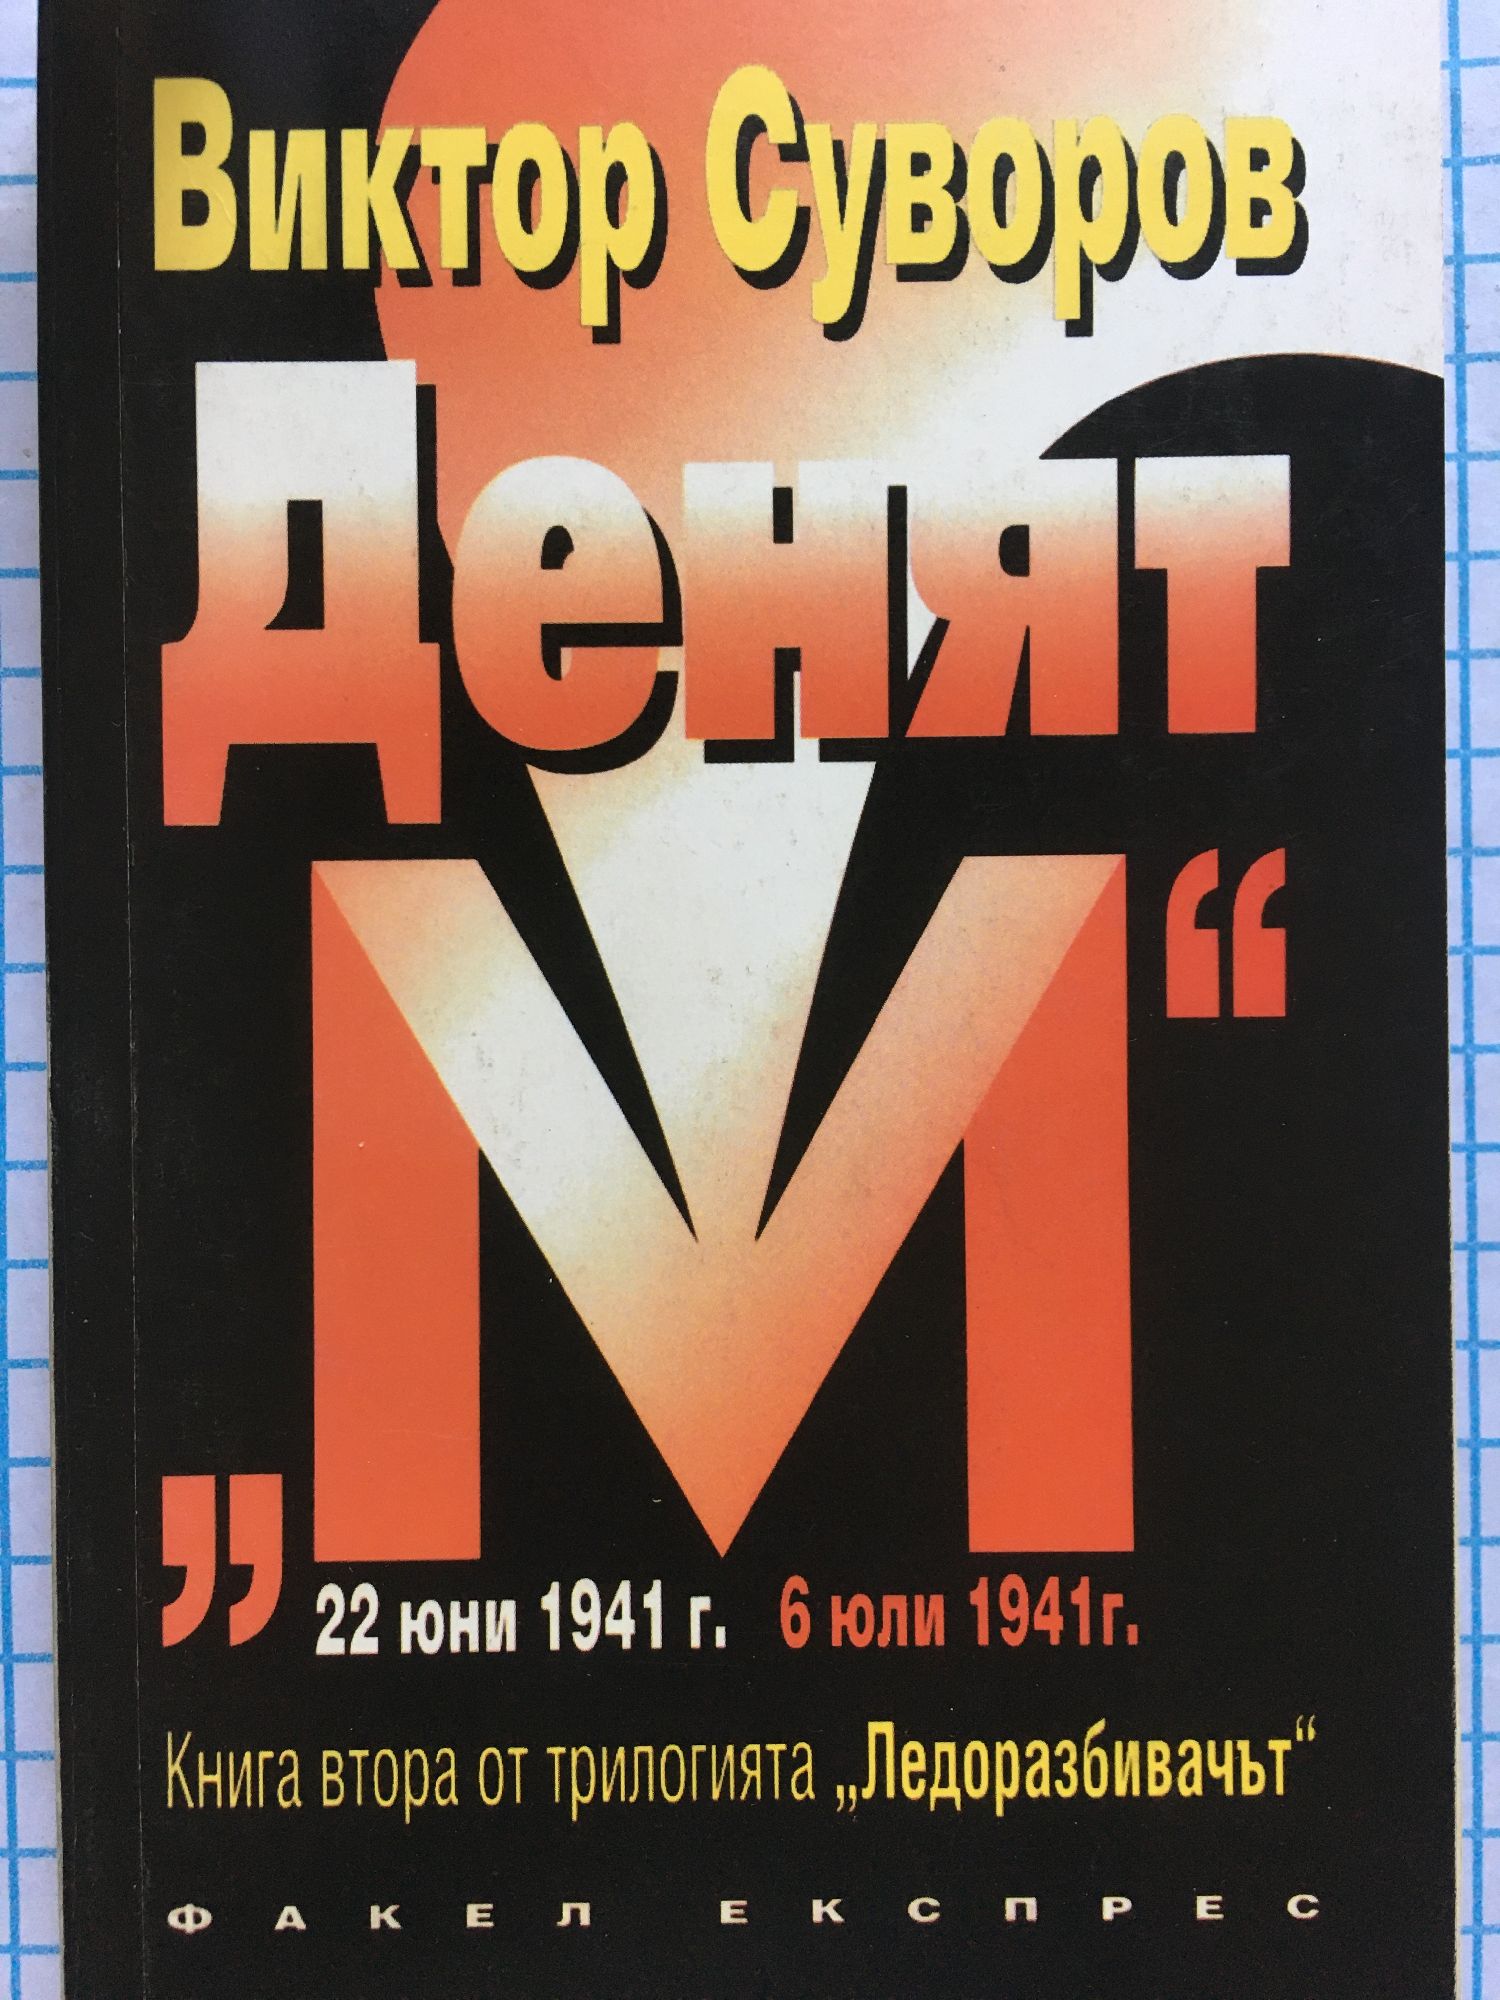 Виктор Суворов
Денят
„М“
22 юни 1941 г. 6 юли 1941г.
Книга втора от трилогията „Ледоразбивачът“
ФАКЕЛ ЕКСПРЕС